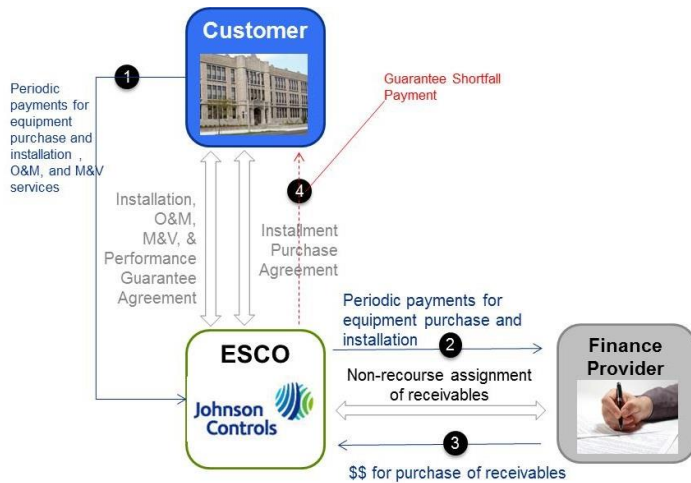 Customer
1
Periodic
payments for
equipment
purchase and
installation ,
O&M, and M&V
services
Guarantee Shortfall
Payment
4
Installation,
O&M,
M&V, &
Performance
Guarantee
Agreement
Installment
Purchase
Agreement
ESCO
Johnson
Controls
Periodic payments for
equipment purchase and
installation
2
Non-recourse assignment
of receivables
3
$$ for purchase of receivables
Finance
Provider